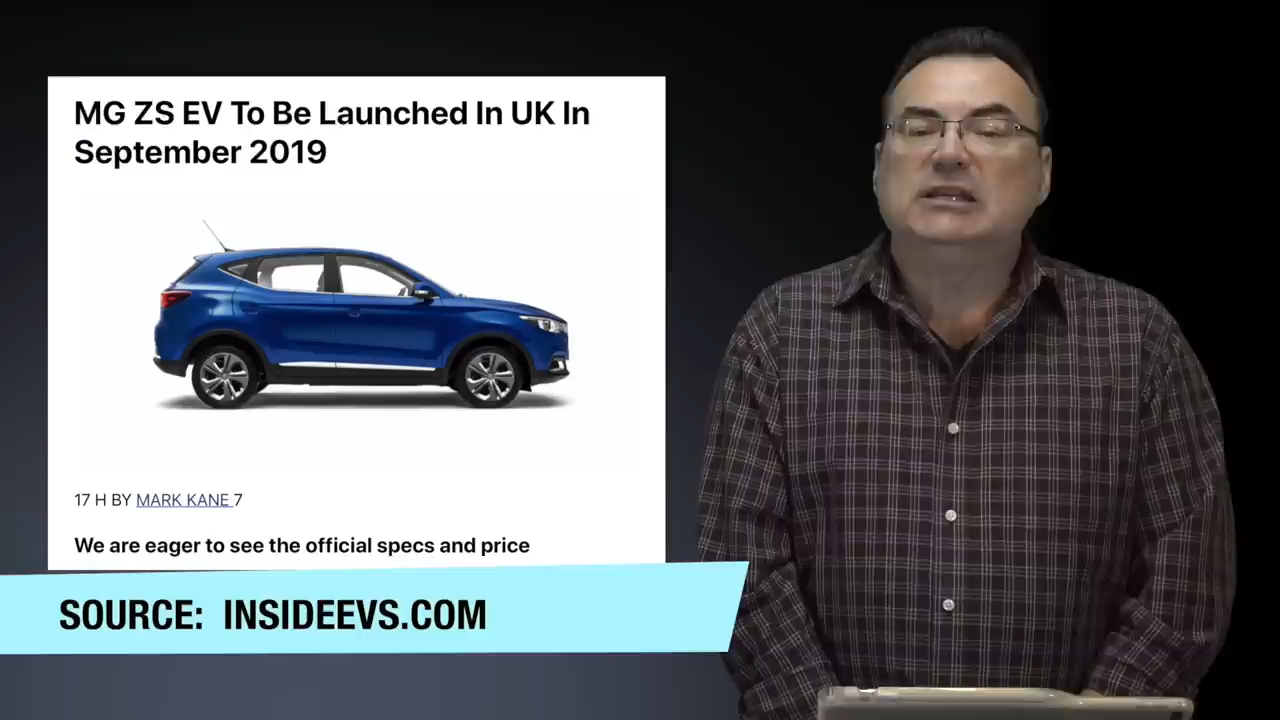 MG ZS EV To Be Launched In UK In
September 2019
17 H BY MARK KANE 7
We are eager to see the official specs and price
SOURCE: INSIDEEVS.COM